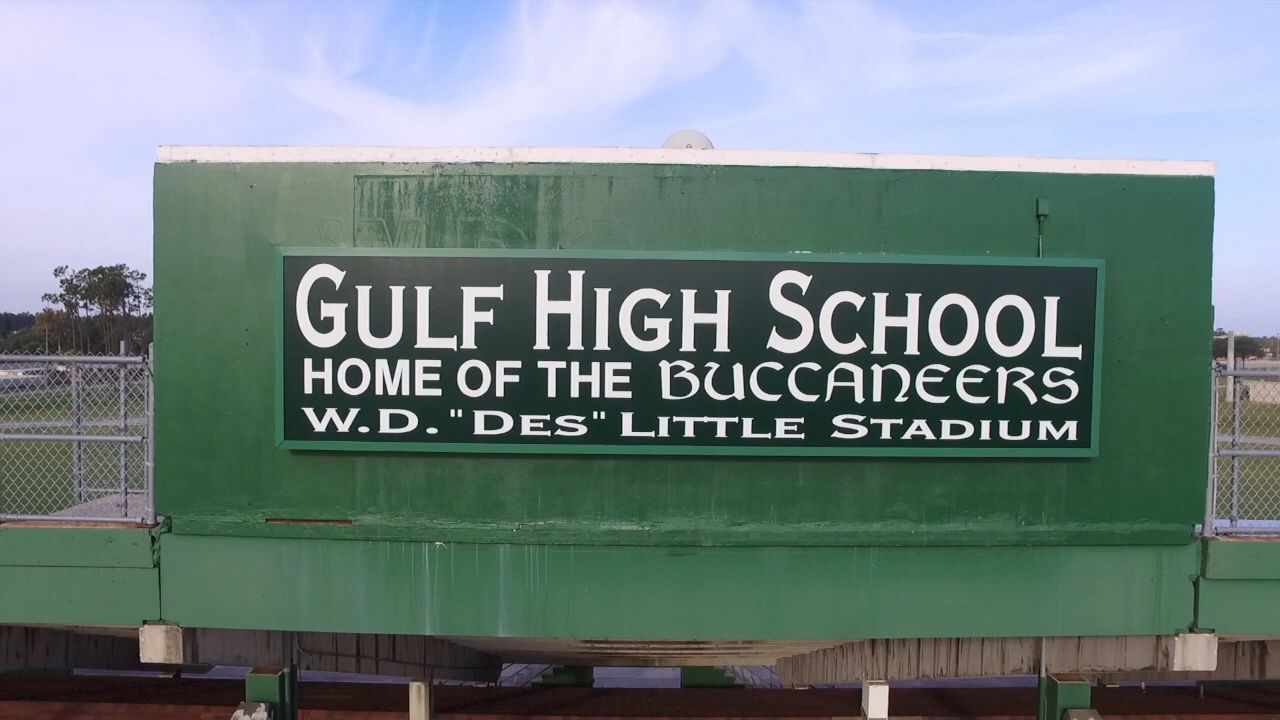 GULF HIGH SCHOOL
HOME OF THE BUCCANEERS
W.D. "DES" LITTLE STADIUM